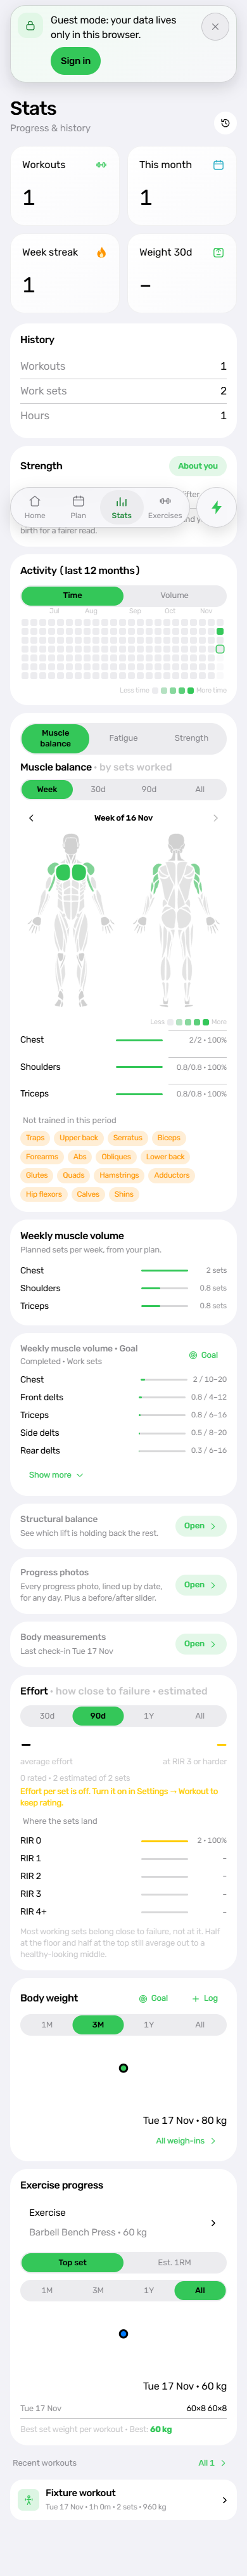 Guest mode: your data lives
only in this browser.
Sign in
Stats
Progress & history
Workouts
1
This month
1
Week streak
1
Weight 30d
–
History
Workouts 1
Work sets 2
Hours 1
Strength
About you
Home
Plan
Stats
Exercises
birth for a fairer read.
Activity (last 12 months)
Time
Volume
Jul Aug Sep Oct Nov
Less time
More time
Muscle
balance
Fatigue
Strength
Muscle balance · by sets worked
Week
30d
90d
All
Week of 16 Nov
Less
More
Chest 2/2 • 100%
Shoulders 0.8/0.8 • 100%
Triceps 0.8/0.8 • 100%
Not trained in this period
Traps
Upper back
Serratus
Biceps
Forearms
Abs
Obliques
Lower back
Glutes
Quads
Hamstrings
Adductors
Hip flexors
Calves
Shins
Weekly muscle volume
Planned sets per week, from your plan.
Chest 2 sets
Shoulders 0.8 sets
Triceps 0.8 sets
Weekly muscle volume • Goal
Completed • Work sets
Goal
Chest 2 / 10–20
Front delts 0.8 / 4–12
Triceps 0.8 / 6–16
Side delts 0.5 / 8–20
Rear delts 0.3 / 6–16
Show more
Structural balance
See which lift is holding back the rest.
Open
Progress photos
Every progress photo, lined up by date,
for any day. Plus a before/after slider.
Open
Body measurements
Last check-in Tue 17 Nov
Open
Effort · how close to failure · estimated
30d
90d
1Y
All
–
average effort
–
at RIR 3 or harder
0 rated • 2 estimated of 2 sets
Effort per set is off. Turn it on in Settings → Workout to
keep rating.
Where the sets land
RIR 0 2 • 100%
RIR 1 –
RIR 2 –
RIR 3 –
RIR 4+ –
Most working sets belong close to failure, not at it. Half
at the floor and half at the top still average out to a
healthy-looking middle.
Body weight
Goal
Log
1M
3M
1Y
All
Tue 17 Nov • 80 kg
All weigh-ins
Exercise progress
Exercise
Barbell Bench Press • 60 kg
Top set
Est. 1RM
1M
3M
1Y
All
Tue 17 Nov • 60 kg
Tue 17 Nov 60×8 60×8
Best set weight per workout • Best: 60 kg
Recent workouts
All 1
Fixture workout
Tue 17 Nov • 1h 0m • 2 sets • 960 kg